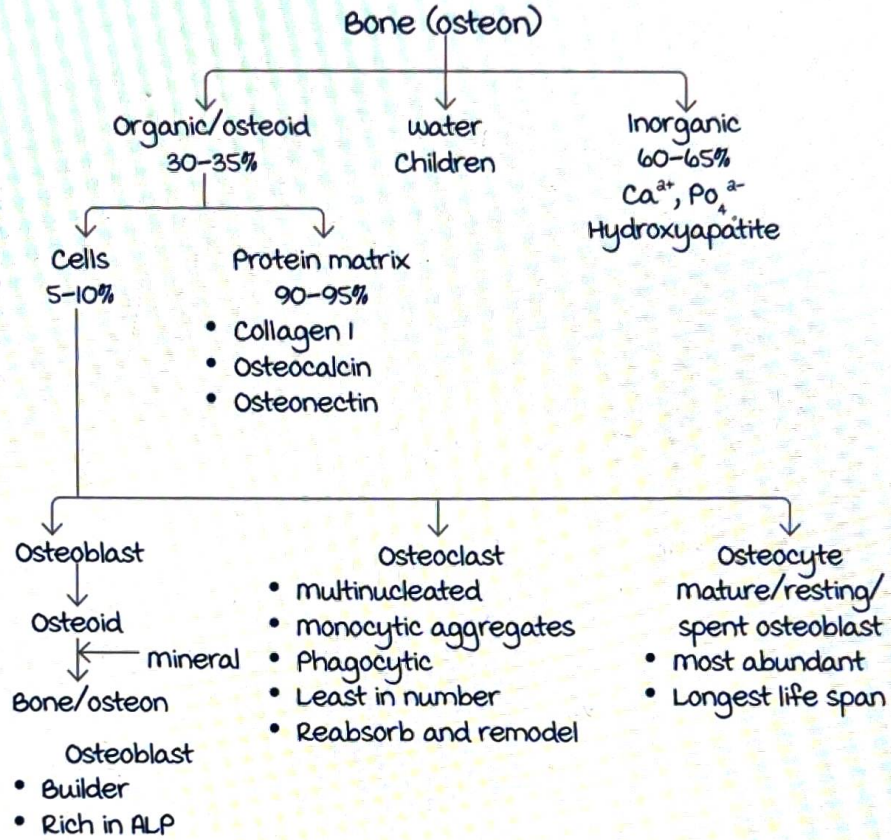 Bone (osteon)
Organic/osteoid
30-35%
water
Children
Inorganic
60-65%
Ca²⁺, Po₄²⁻
Hydroxyapatite
Cells
5-10%
Protein matrix
90-95%
• Collagen I
• Osteocalcin
• Osteonectin
Osteoblast
Osteoid
mineral
Bone/osteon
Osteoblast
• Builder
• Rich in ALP
Osteoclast
• multinucleated
• monocytic aggregates
• Phagocytic
• Least in number
• Reabsorb and remodel
Osteocyte
mature/resting/
spent osteoblast
• most abundant
• Longest life span